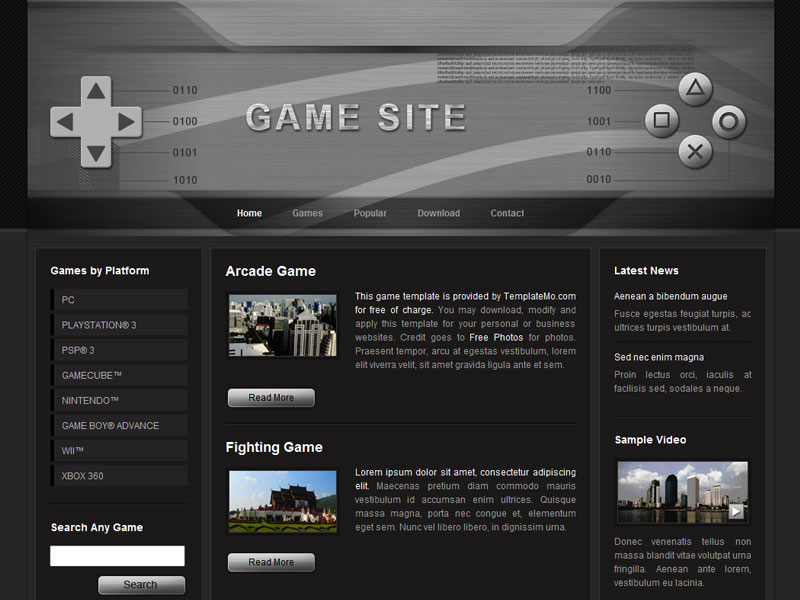 0110
0100
0101
1010
GAME SITE
1100
1001
0110
0010
Home Games Popular Download Contact
Games by Platform
PC
PLAYSTATION® 3
PSP® 3
GAMECUBE™
NINTENDO™
GAME BOY® ADVANCE
WII™
XBOX 360
Search Any Game
Search
Arcade Game
This game template is provided by TemplateMo.com
for free of charge. You may download, modify and
apply this template for your personal or business
websites. Credit goes to Free Photos for photos.
Praesent tempor, arcu at egestas vestibulum, lorem
elit viverra velit, sit amet gravida ligula ante et sem.
Read More
Fighting Game
Lorem ipsum dolor sit amet, consectetur adipiscing
elit. Maecenas pretium diam commodo mauris
vestibulum id accumsan enim ultrices. Quisque
massa magna, porta nec congue et, elementum
eget sem. Nunc vel libero libero, in dignissim urna.
Read More
Latest News
Aenean a bibendum augue
Fusce egestas feugiat turpis, ac
ultrices turpis vestibulum at.
Sed nec enim magna
Proin lectus orci, iaculis at
facilisis sed, sodales a neque.
Sample Video
Donec venenatis tellus non
massa blandit vitae volutpat urna
fringilla. Aenean ante lorem,
vestibulum eu lacinia.